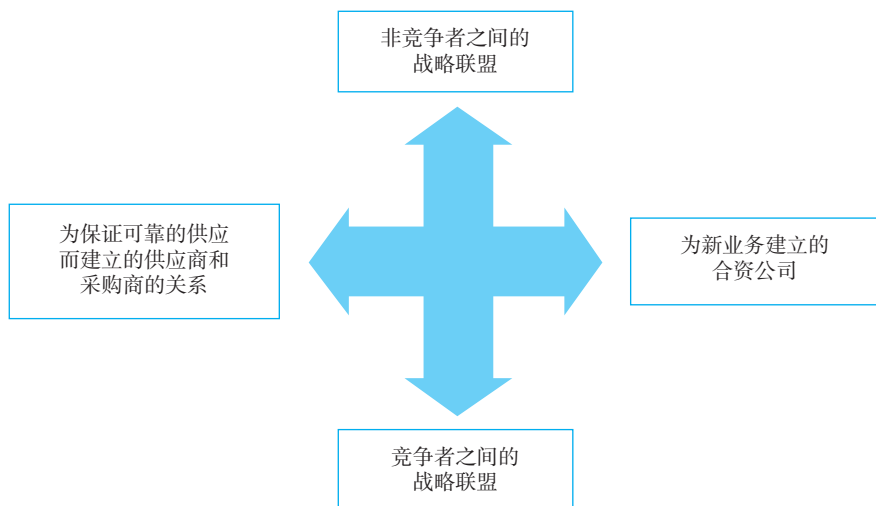 非竞争者之间的
战略联盟
为保证可靠的供应
而建立的供应商和
采购商的关系
为新业务建立的
合资公司
竞争者之间的
战略联盟